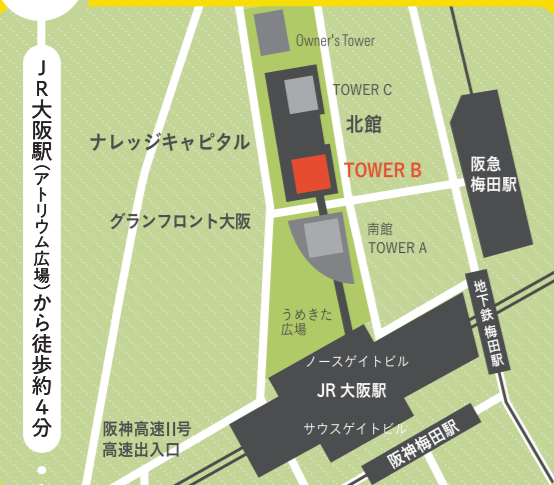 JR大阪駅(アトリウム広場)から徒歩約4分
Owner's Tower
TOWER C
北館
ナレッジキャピタル
TOWER B
阪急
梅田駅
グランフロント大阪
南館
TOWER A
うめきた
広場
地下鉄 梅田駅
ノースゲイトビル
JR 大阪駅
サウスゲイトビル
阪神梅田駅
阪神高速11号
高速出入口